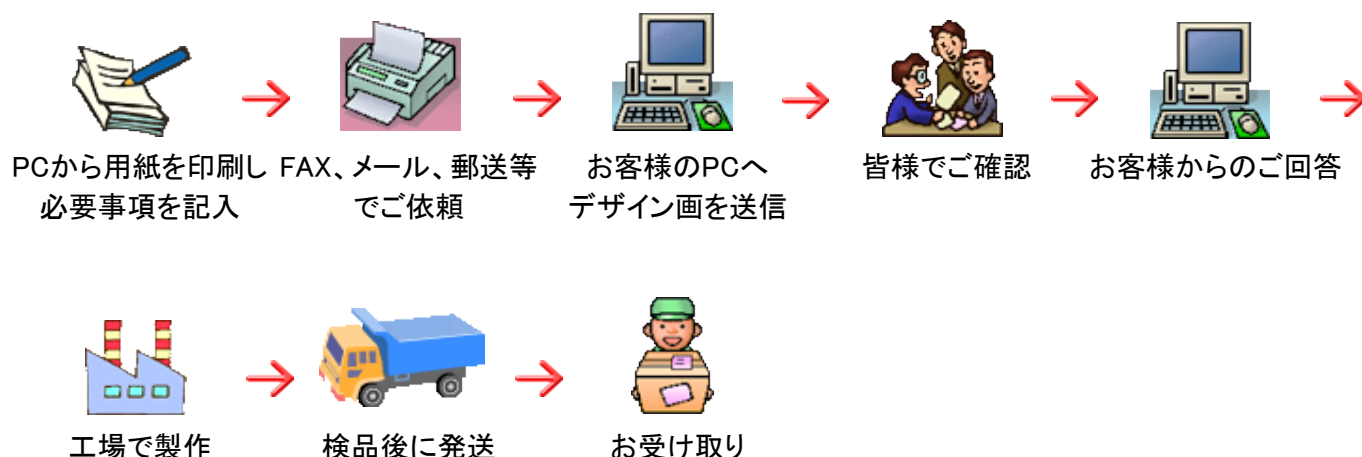 PCから用紙を印刷し
必要事項を記入
FAX、メール、郵送等
でご依頼
お客様のPCへ
デザイン画を送信
皆様でご確認
お客様からのご回答
工場で製作
検品後に発送
お受け取り